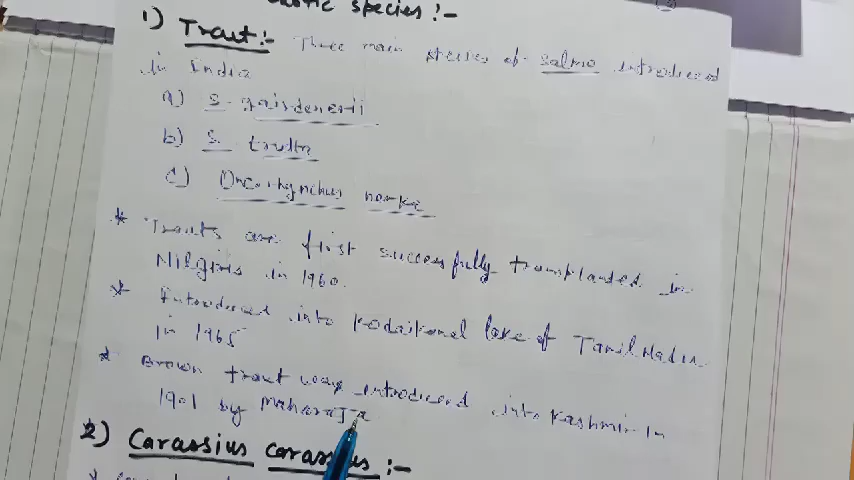 exotic species :-
1) Trout :- Three main species of salmo introduced
in India
a) S. gairdenerii
b) S. trutta
c) Oncorhynchus nerka
* Trouts are first successfully transplanted in
Nilgiris in 1960.
* Introduced into Kodaikanal lake of TamilNadu
in 1965
* Brown trout was introduced into Kashmir in
1901 by Maharaja
2) Carassius carassius :-